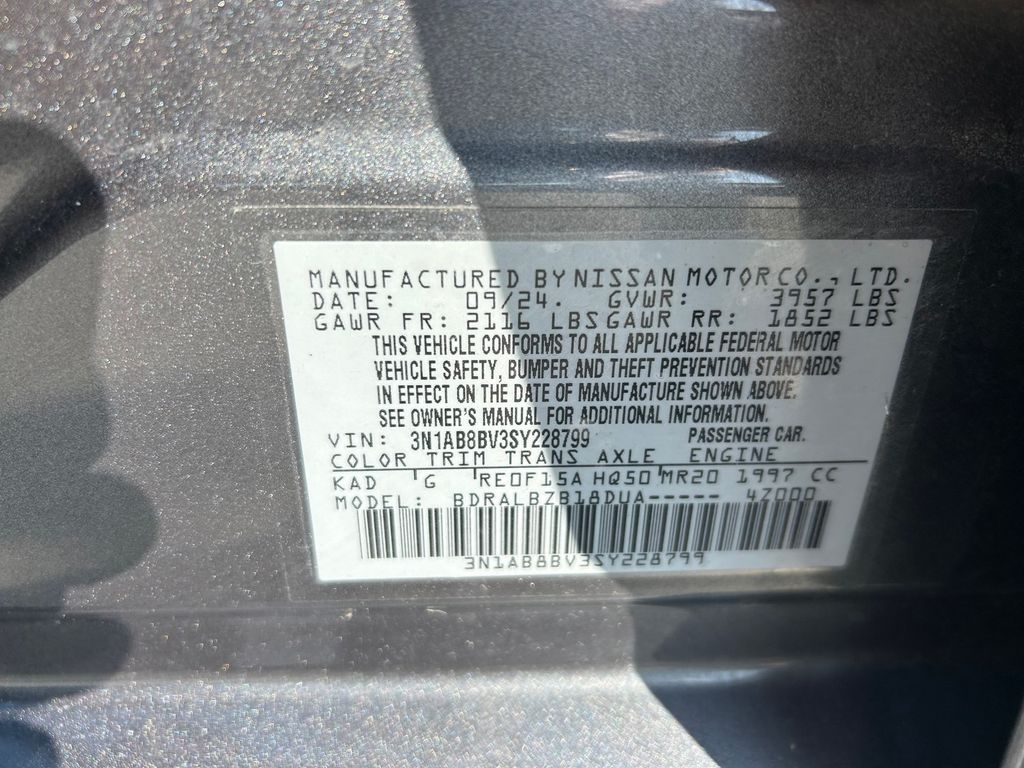 MANUFACTURED BY NISSAN MOTOR CO., LTD.
DATE: 09/24. GVWR: 3957 LBS
GAWR FR: 2116 LBS GAWR RR: 1852 LBS
THIS VEHICLE CONFORMS TO ALL APPLICABLE FEDERAL MOTOR
VEHICLE SAFETY, BUMPER AND THEFT PREVENTION STANDARDS
IN EFFECT ON THE DATE OF MANUFACTURE SHOWN ABOVE.
SEE OWNER'S MANUAL FOR ADDITIONAL INFORMATION.
VIN: 3N1AB8BV3SY228799 PASSENGER CAR.
COLOR TRIM TRANS AXLE ENGINE
KAD G RE0F15A HQ50 MR20 1997 CC
MODEL: BDRALBZB18DUA----- 4Z000
3N1AB8BV3SY228799